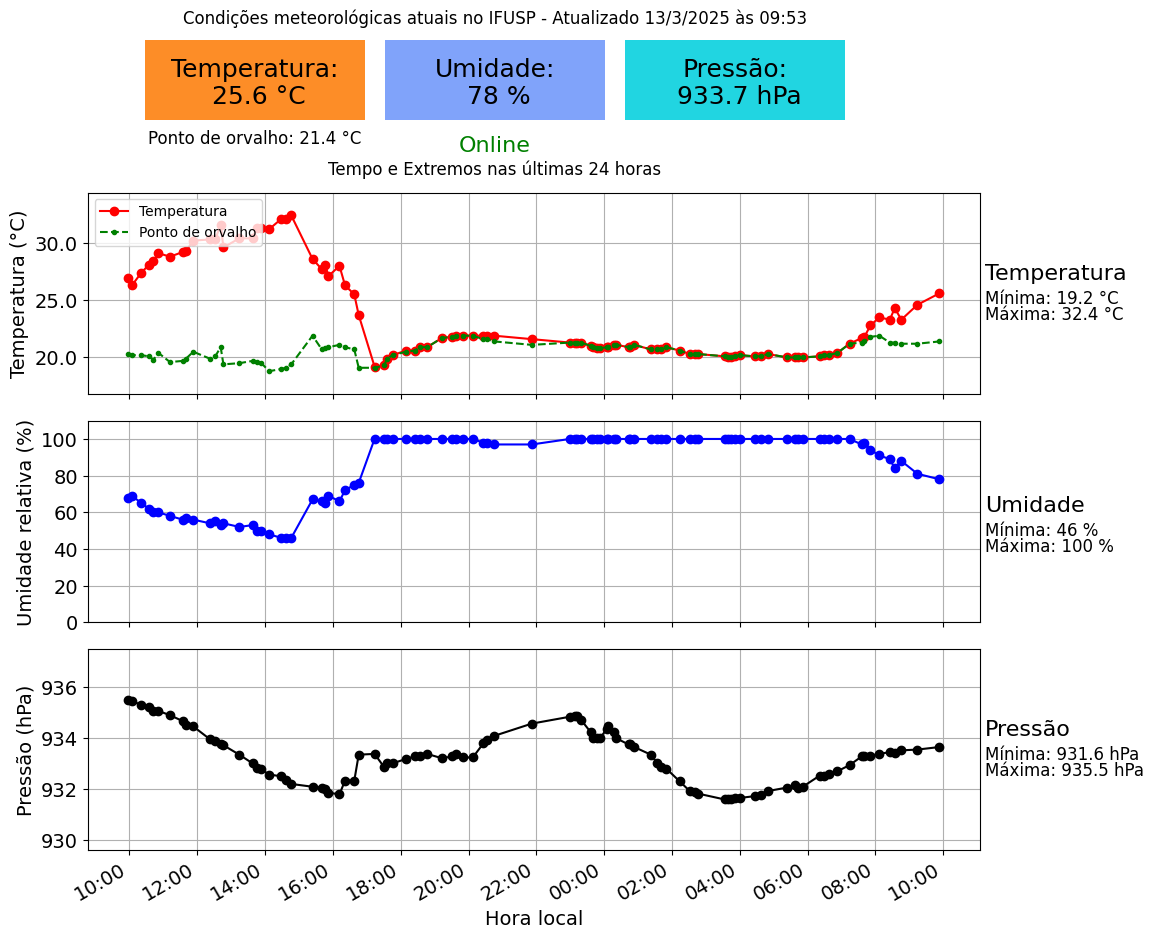 Condições meteorológicas atuais no IFUSP - Atualizado 13/3/2025 às 09:53
Temperatura:
25.6 °C
Umidade:
78 %
Pressão:
933.7 hPa
Ponto de orvalho: 21.4 °C
Online
Tempo e Extremos nas últimas 24 horas
Temperatura (°C)
30.0
25.0
20.0
Temperatura
Ponto de orvalho
Temperatura
Mínima: 19.2 °C
Máxima: 32.4 °C
Umidade relativa (%)
100
80
60
40
20
0
Umidade
Mínima: 46 %
Máxima: 100 %
Pressão (hPa)
936
934
932
930
Pressão
Mínima: 931.6 hPa
Máxima: 935.5 hPa
10:00 12:00 14:00 16:00 18:00 20:00 22:00 00:00 02:00 04:00 06:00 08:00 10:00
Hora local